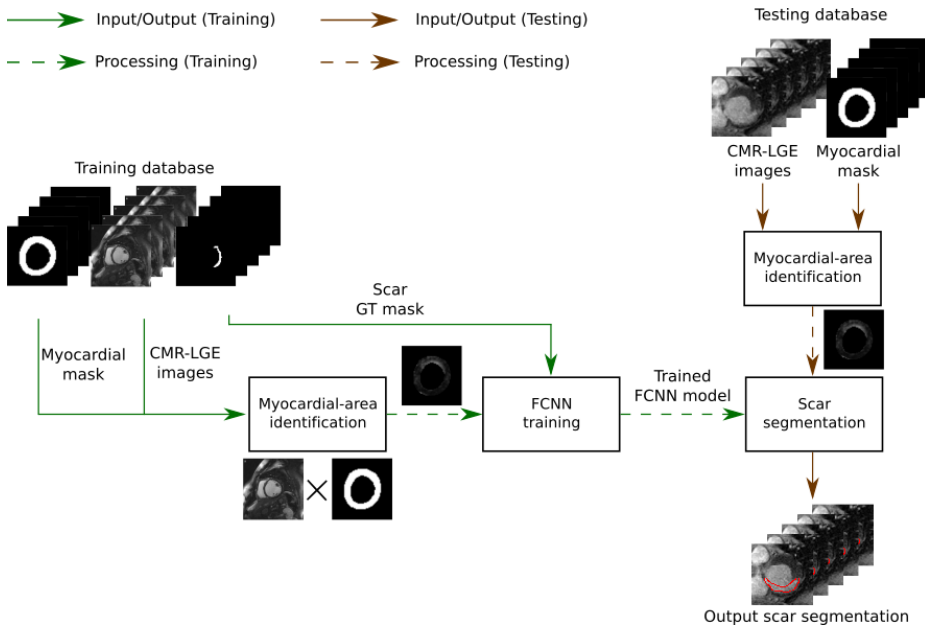 Input/Output (Training)
Input/Output (Testing)
Processing (Training)
Processing (Testing)
Testing database
CMR-LGE
images
Myocardial
mask
Training database
Myocardial-area
identification
Scar
GT mask
Myocardial
mask
CMR-LGE
images
Myocardial-area
identification
FCNN
training
Trained
FCNN model
Scar
segmentation
Output scar segmentation